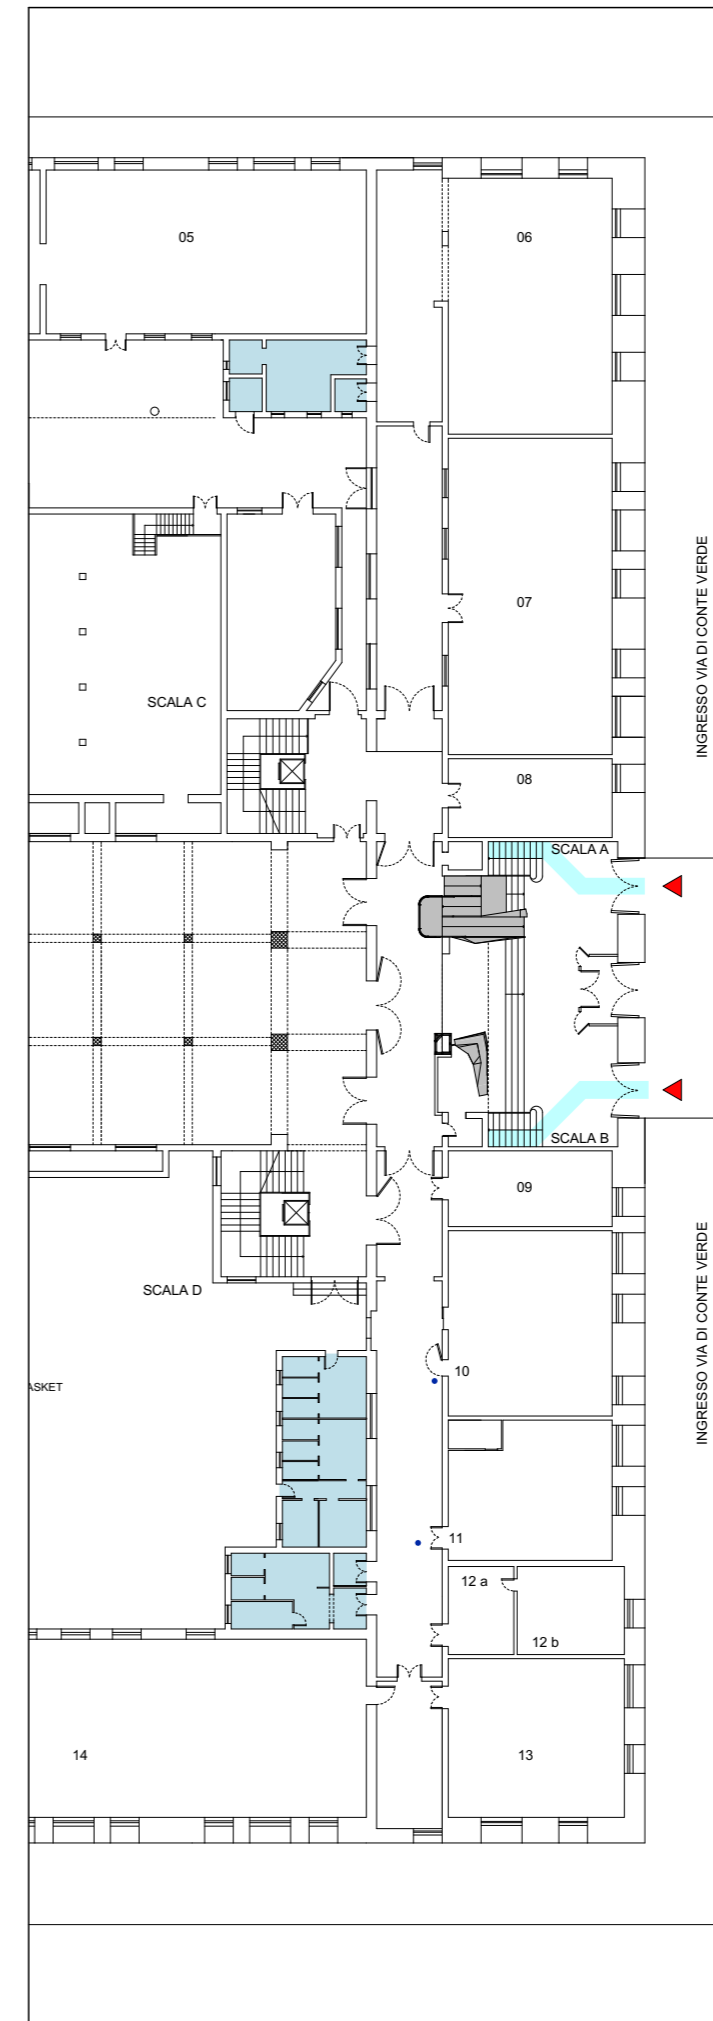 05
06
INGRESSO VIA DI CONTE VERDE
07
SCALA C
08
SCALA A
SCALA B
09
INGRESSO VIA DI CONTE VERDE
SCALA D
10
ASKET
11
12 a
12 b
14
13